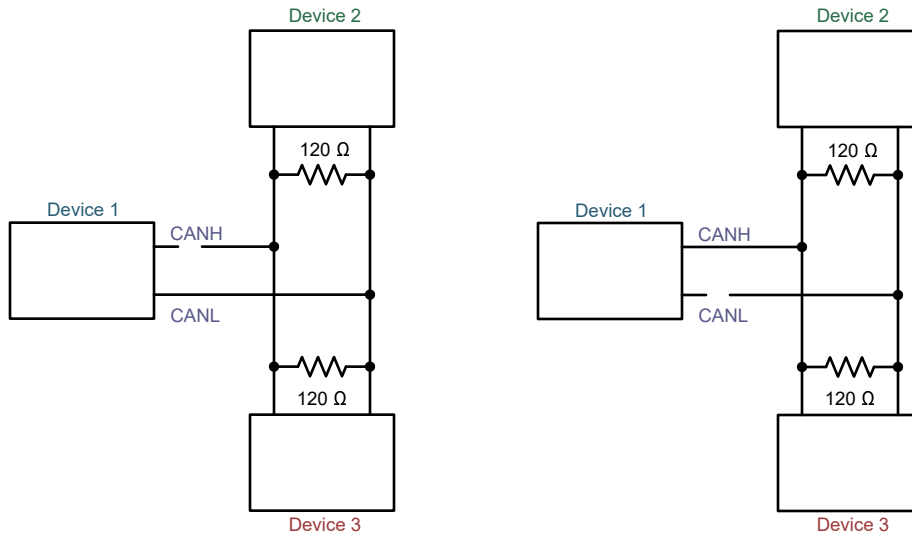 Device 2
120 Ω
Device 1
CANH
CANL
120 Ω
Device 3
Device 2
120 Ω
Device 1
CANH
CANL
120 Ω
Device 3